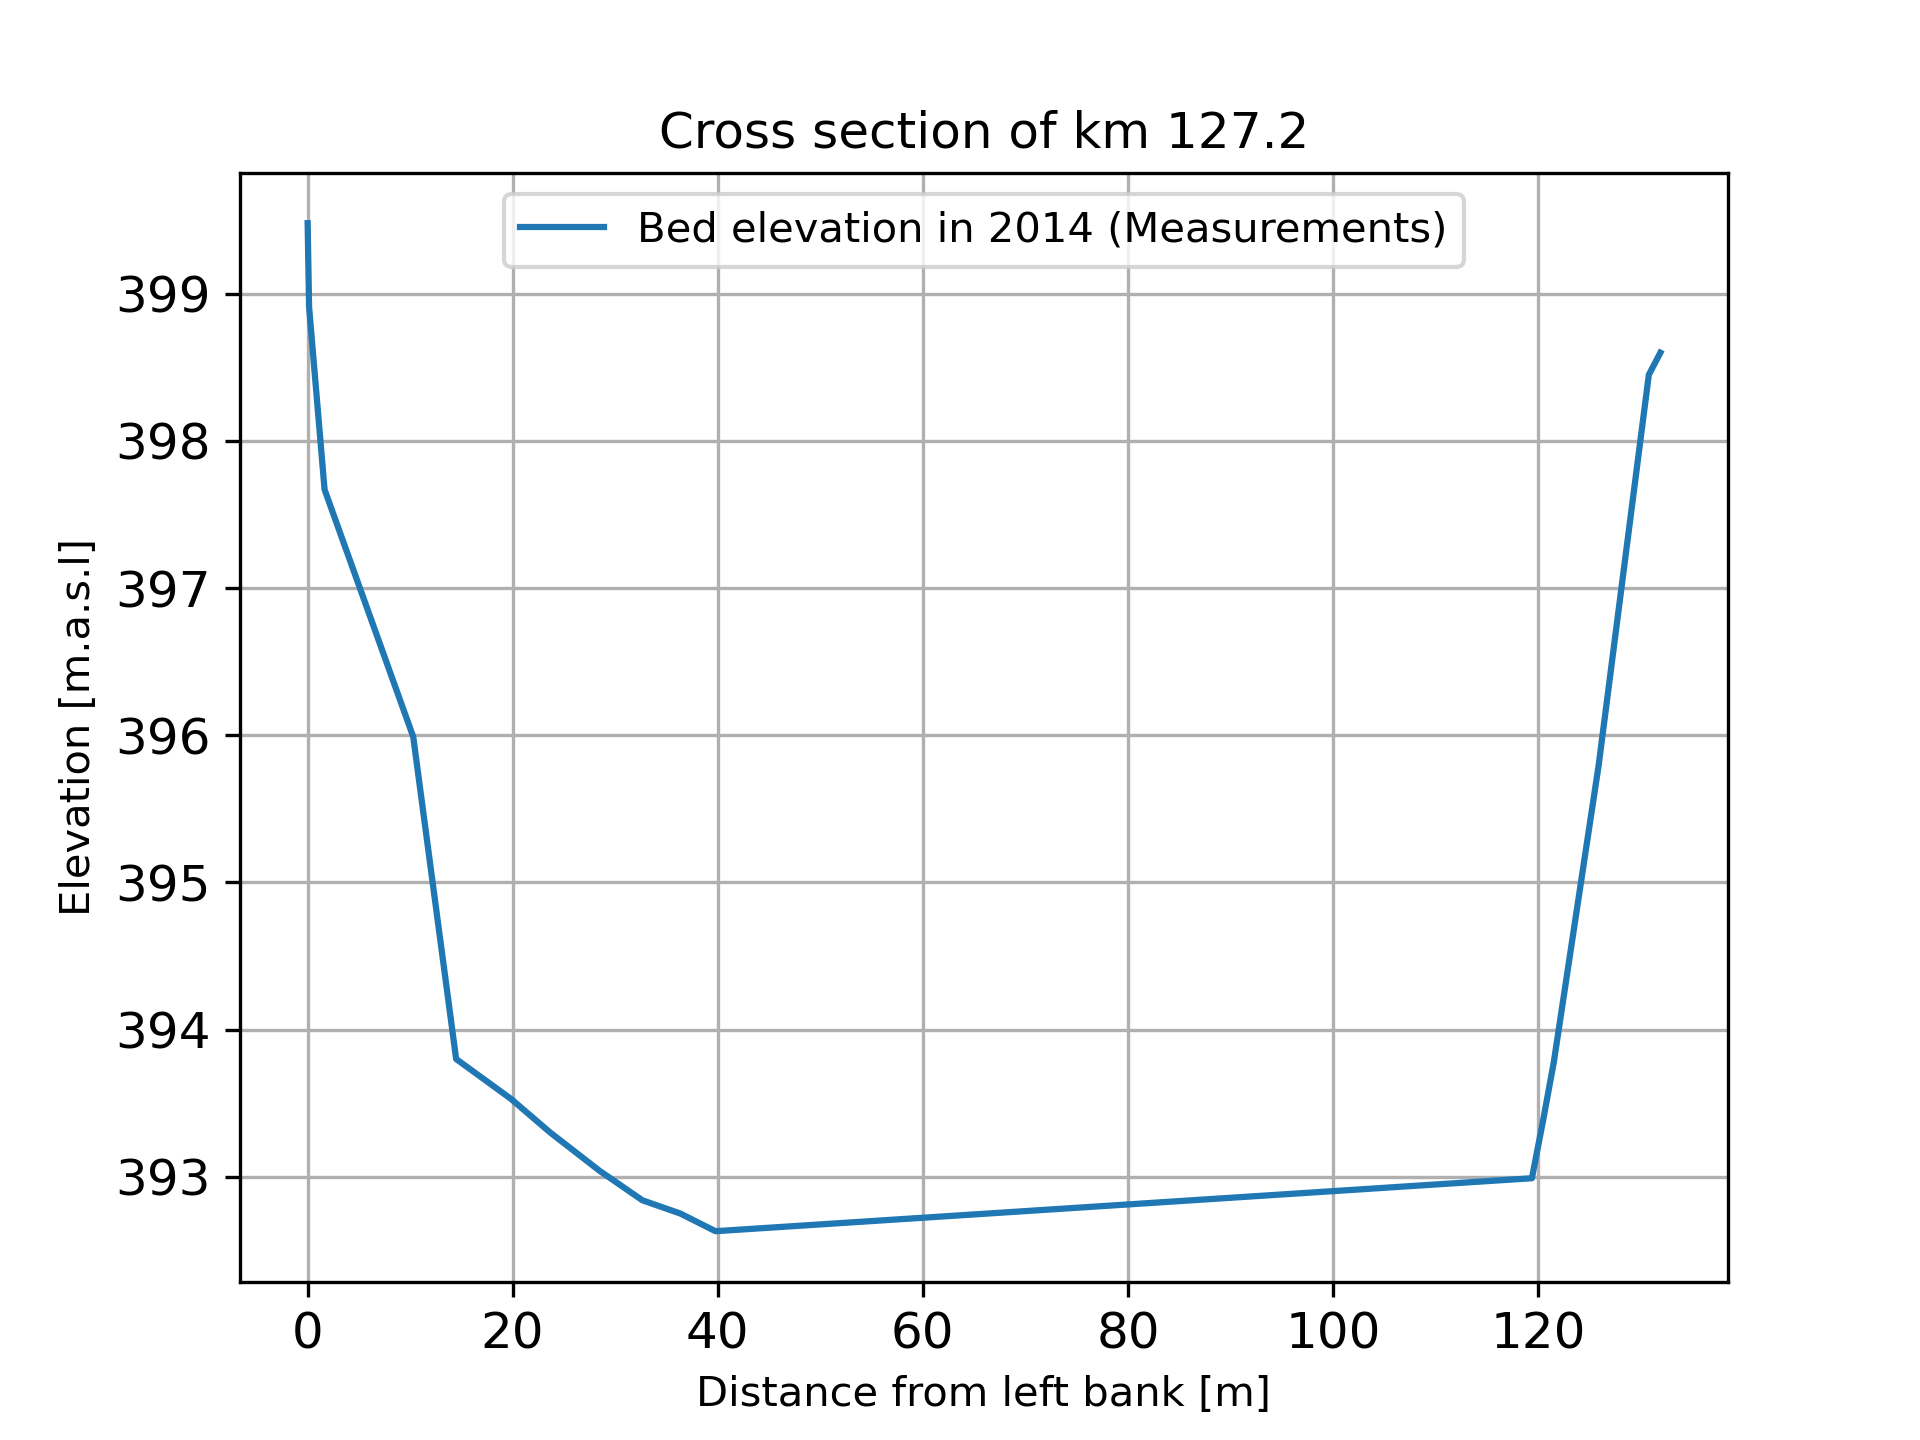 Cross section of km 127.2
Bed elevation in 2014 (Measurements)
399
398
397
396
395
394
393
Elevation [m.a.s.l]
0 20 40 60 80 100 120
Distance from left bank [m]